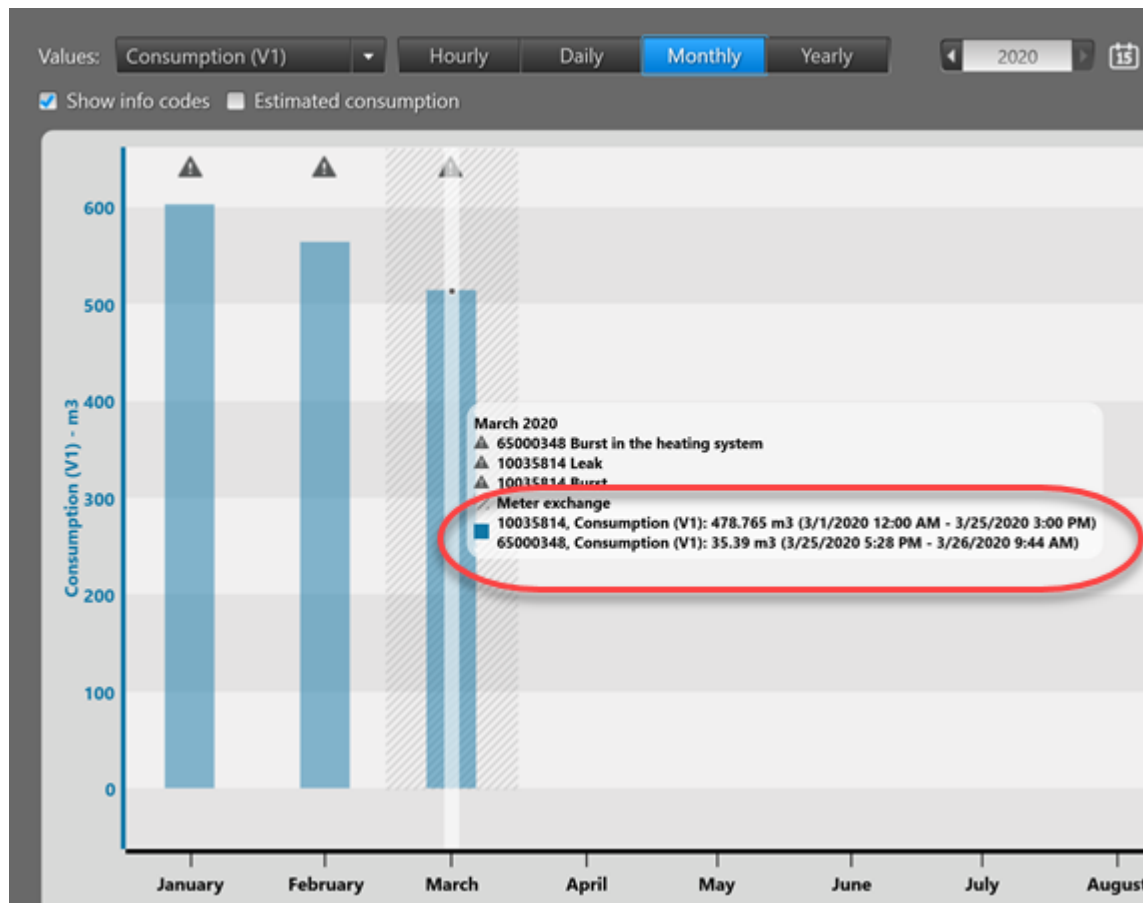 Values: Consumption (V1) Hourly Daily Monthly Yearly 2020 15
Show info codes Estimated consumption
600
500
400
300
200
100
0
Consumption (V1) - m3
March 2020
65000348 Burst in the heating system
10035814 Leak
10035814 Burst
Meter exchange
10035814, Consumption (V1): 478.765 m3 (3/1/2020 12:00 AM - 3/25/2020 3:00 PM)
65000348, Consumption (V1): 35.39 m3 (3/25/2020 5:28 PM - 3/26/2020 9:44 AM)
January February March April May June July August